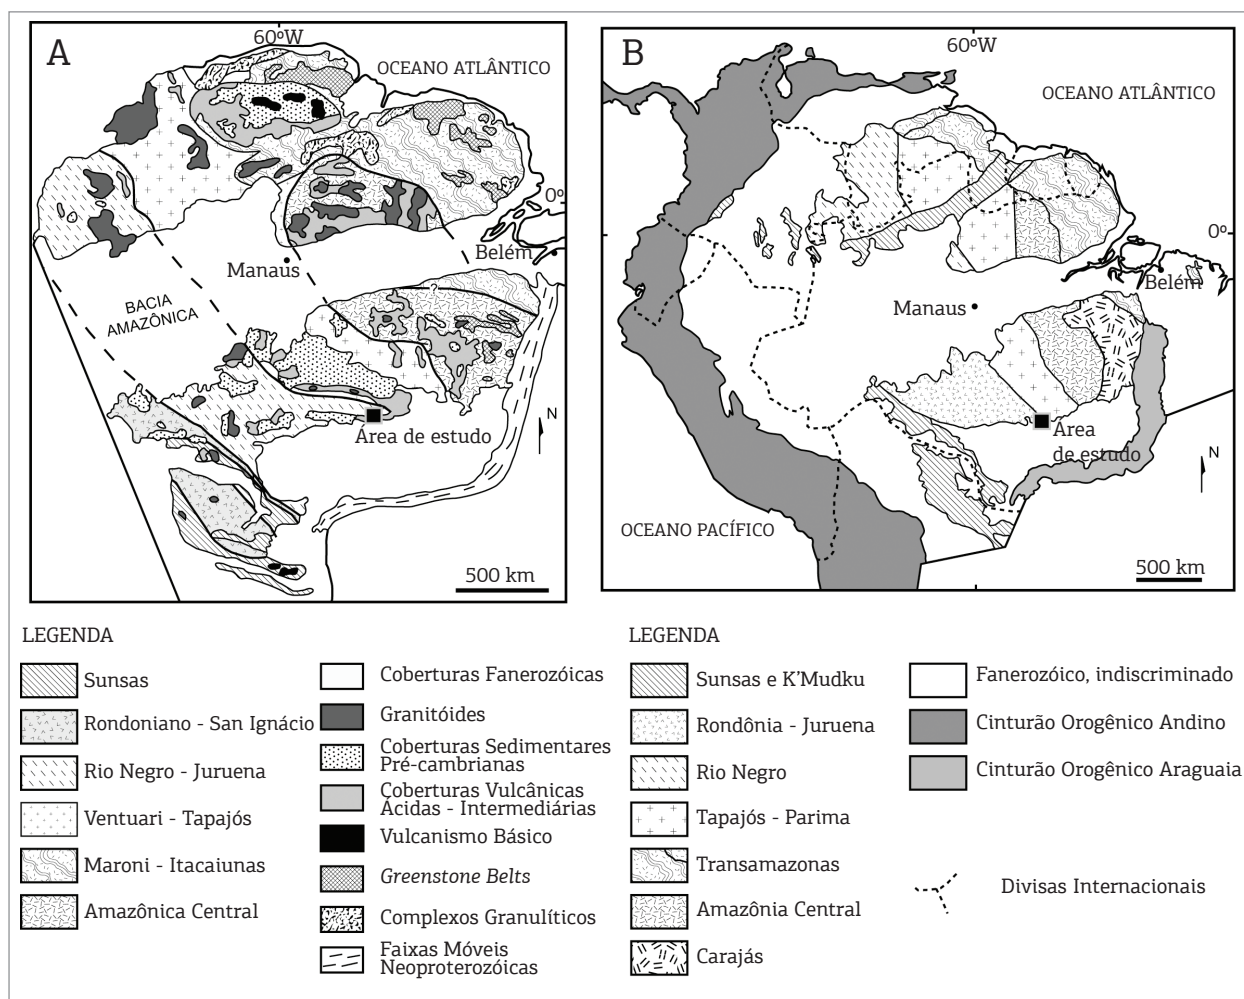 A
60ºW
OCEANO ATLÂNTICO
0º
Belém
Manaus
BACIA
AMAZÔNICA
?
N
Área de estudo
500 km
B
60ºW
OCEANO ATLÂNTICO
0º
Belém
Manaus
Área
de estudo
N
OCEANO PACÍFICO
500 km
LEGENDA
Sunsas
Rondoniano - San Ignácio
Rio Negro - Juruena
Ventuari - Tapajós
Maroni - Itacaiunas
Amazônica Central
Coberturas Fanerozóicas
Granitóides
Coberturas Sedimentares
Pré-cambrianas
Coberturas Vulcânicas
Ácidas - Intermediárias
Vulcanismo Básico
Greenstone Belts
Complexos Granulíticos
Faixas Móveis
Neoproterozóicas
LEGENDA
Sunsas e K'Mudku
Rondônia - Juruena
Rio Negro
Tapajós - Parima
Transamazonas
Amazônia Central
Carajás
Fanerozóico, indiscriminado
Cinturão Orogênico Andino
Cinturão Orogênico Araguaia
Divisas Internacionais